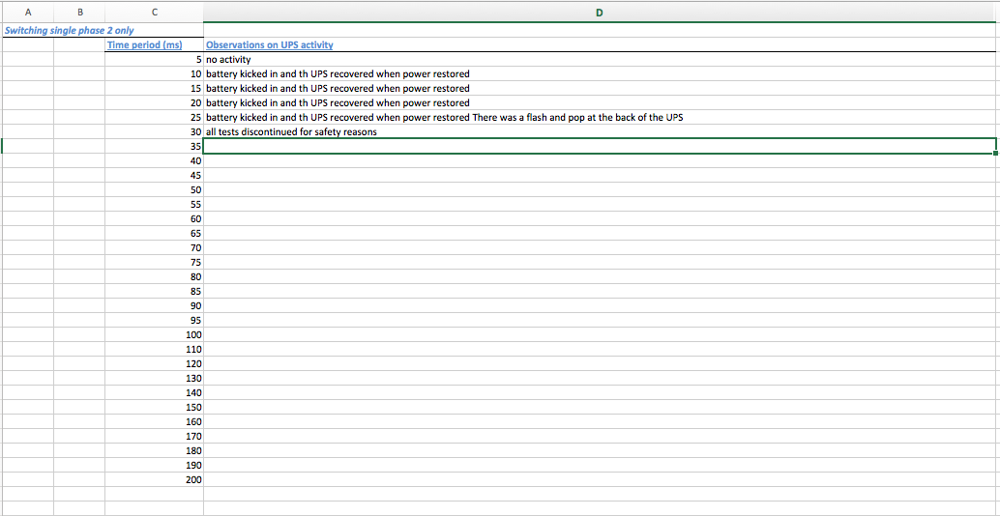 A B C D
Switching single phase 2 only
Time period (ms) Observations on UPS activity
5 no activity
10 battery kicked in and th UPS recovered when power restored
15 battery kicked in and th UPS recovered when power restored
20 battery kicked in and th UPS recovered when power restored
25 battery kicked in and th UPS recovered when power restored There was a flash and pop at the back of the UPS
30 all tests discontinued for safety reasons
35
40
45
50
55
60
65
70
75
80
85
90
95
100
110
120
130
140
150
160
170
180
190
200